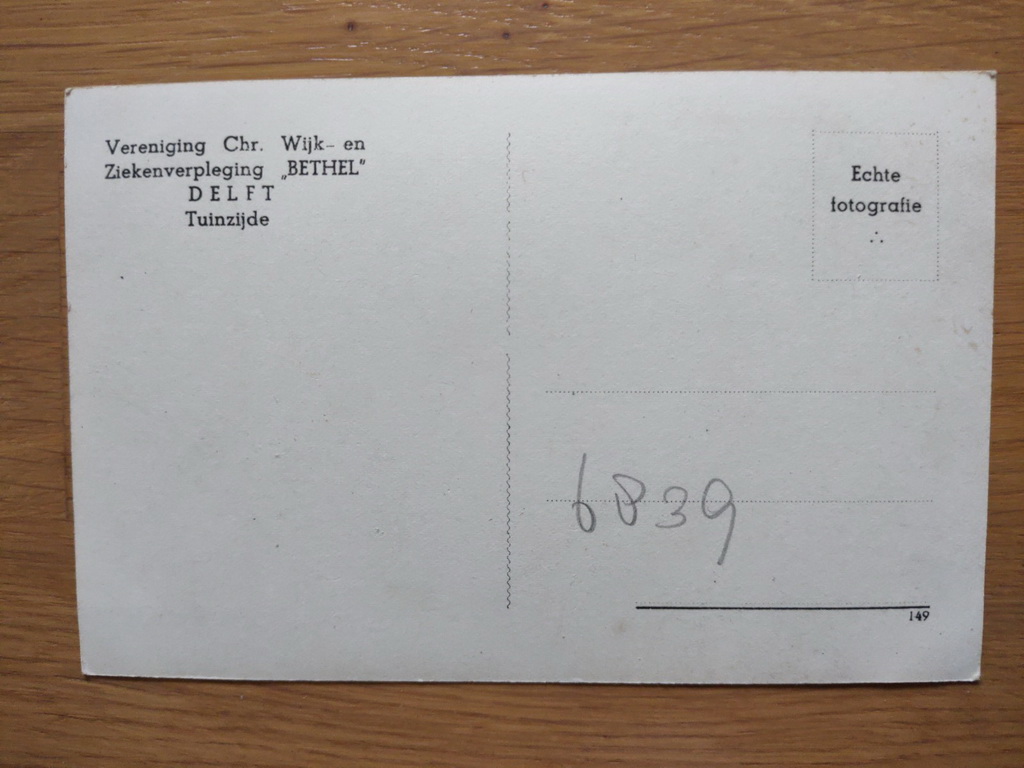 Vereniging Chr. Wijk- en
Ziekenverpleging „BETHEL"
DELFT
Tuinzijde
Echte
fotografie
6839
149